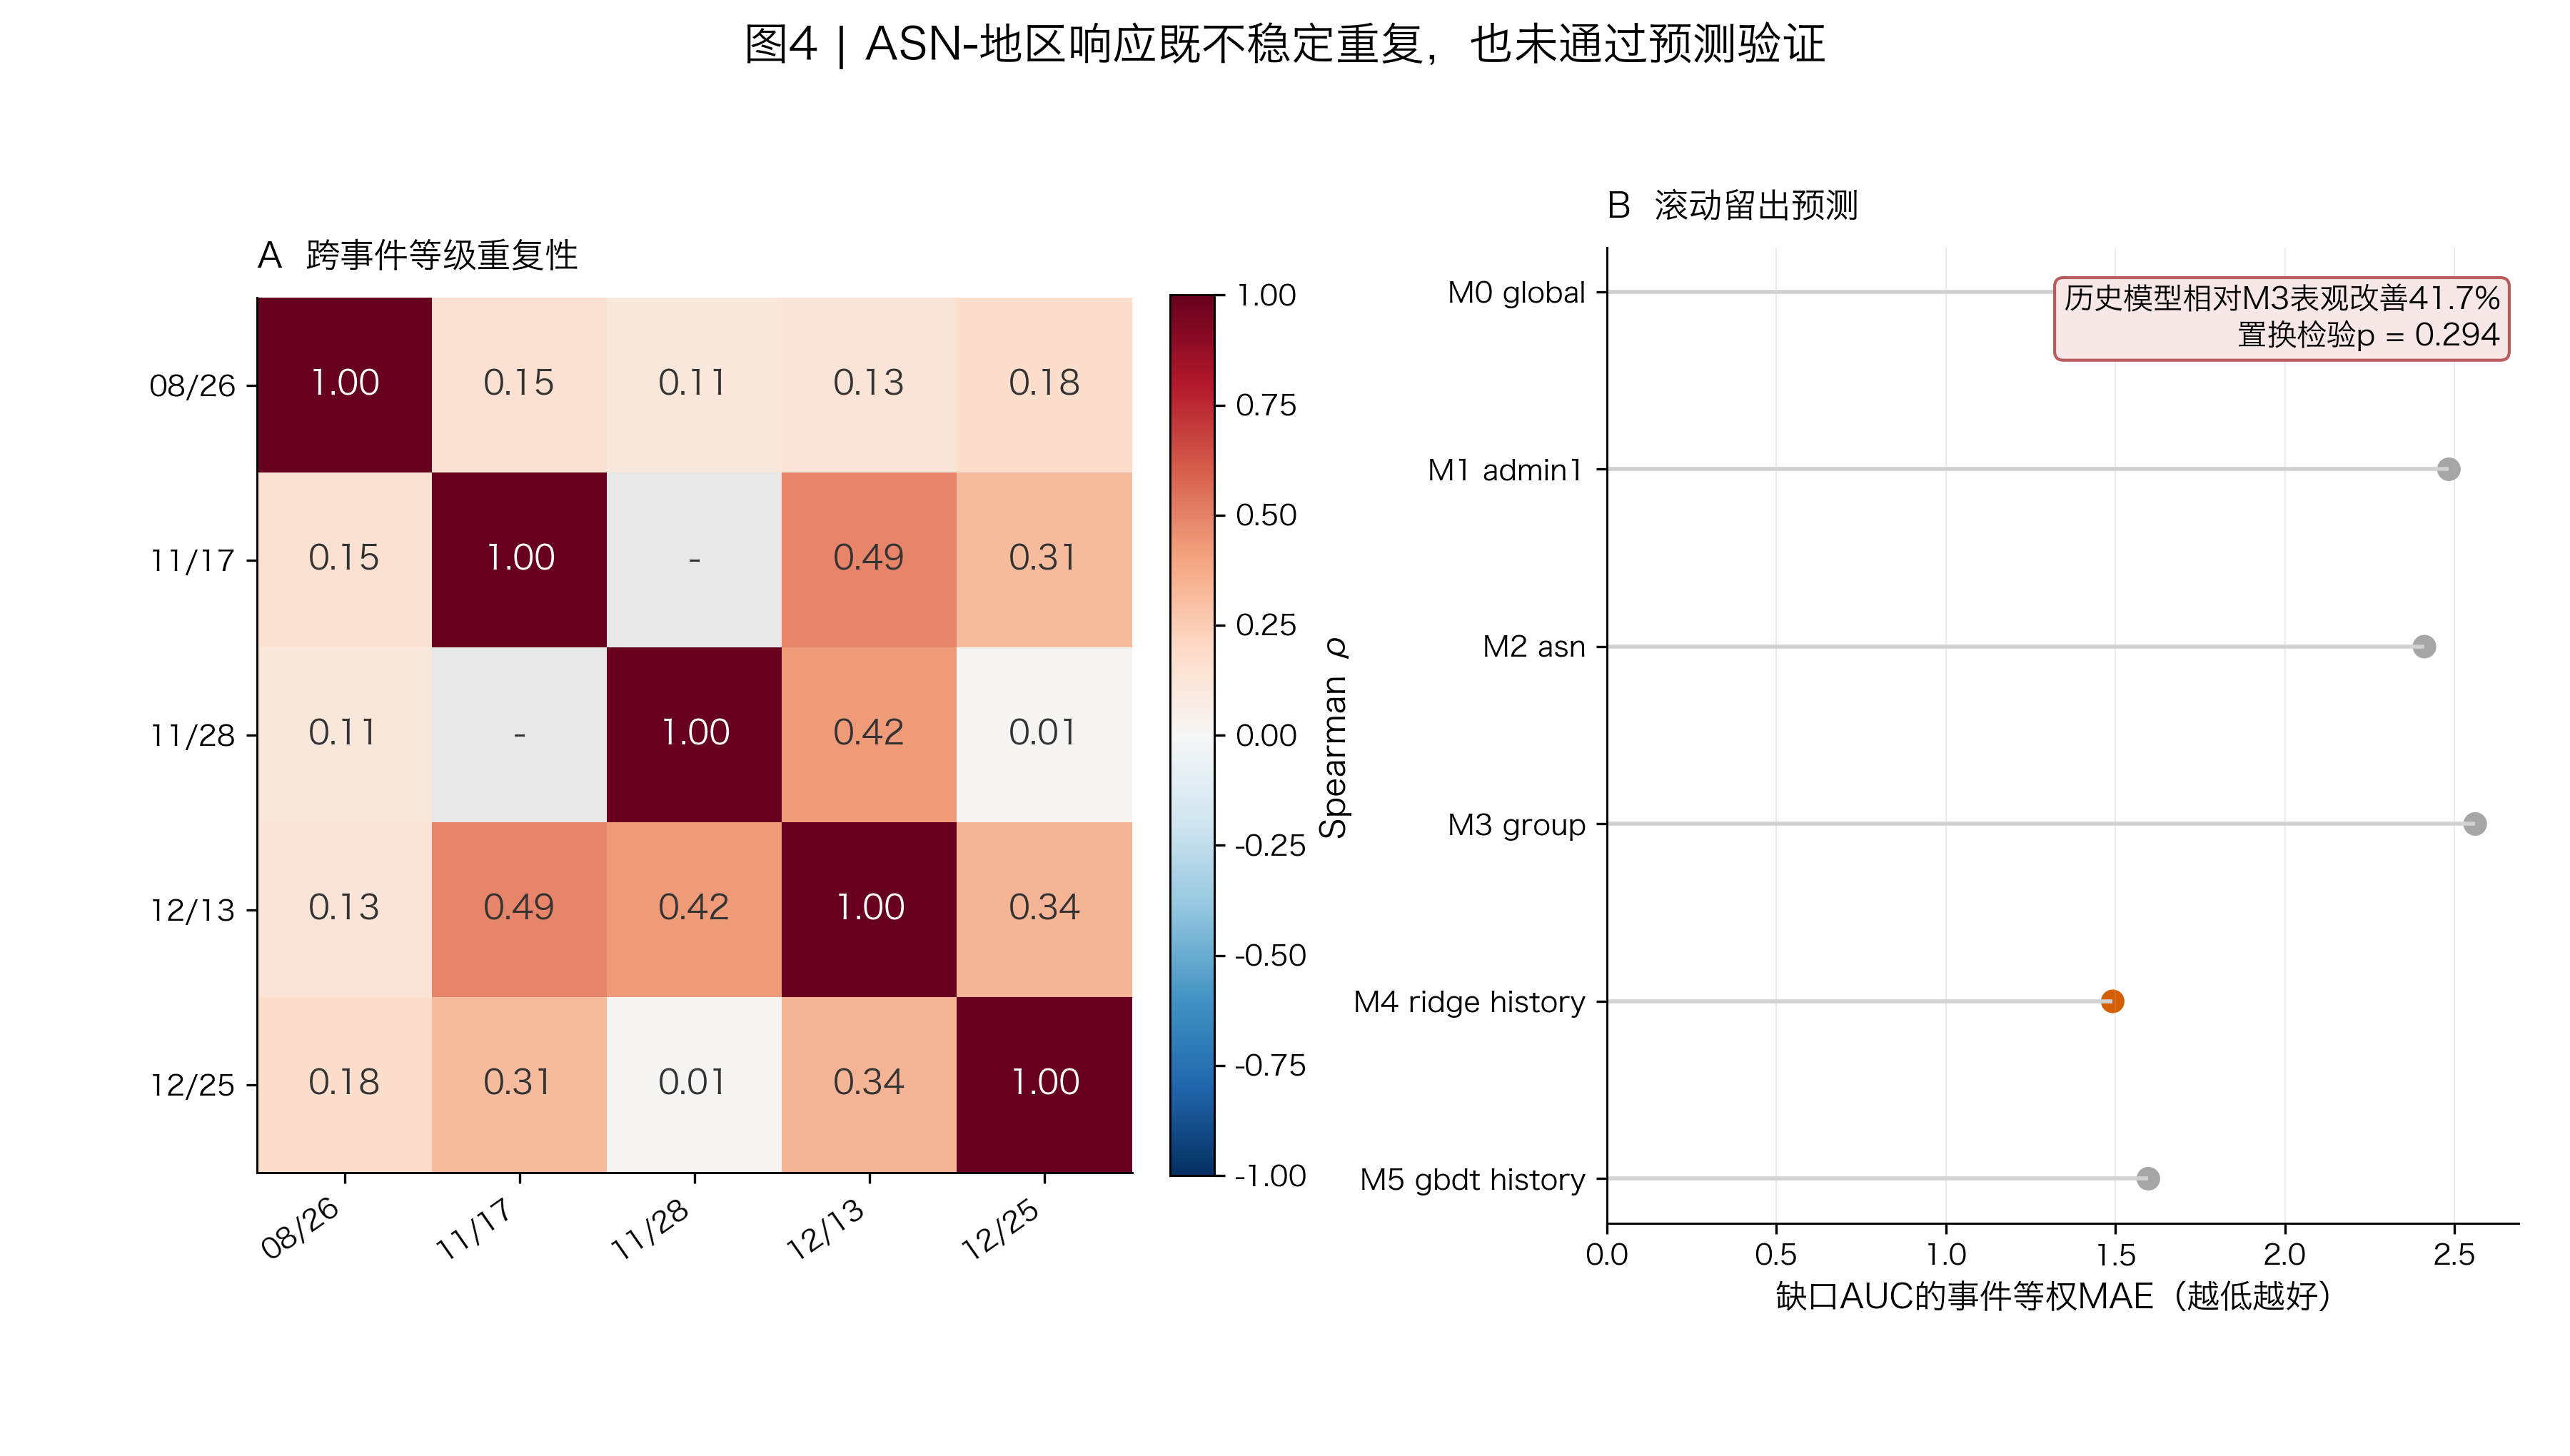 图4 | ASN-地区响应既不稳定重复，也未通过预测验证
A 跨事件等级重复性
08/26
11/17
11/28
12/13
12/25
1.00 0.15 0.11 0.13 0.18
0.15 1.00 - 0.49 0.31
0.11 - 1.00 0.42 0.01
0.13 0.49 0.42 1.00 0.34
0.18 0.31 0.01 0.34 1.00
08/26 11/17 11/28 12/13 12/25
1.00
0.75
0.50
0.25
0.00
-0.25
-0.50
-0.75
-1.00
Spearman ρ
B 滚动留出预测
M0 global
M1 admin1
M2 asn
M3 group
M4 ridge history
M5 gbdt history
历史模型相对M3表观改善41.7%
置换检验p = 0.294
0.0 0.5 1.0 1.5 2.0 2.5
缺口AUC的事件等权MAE（越低越好）